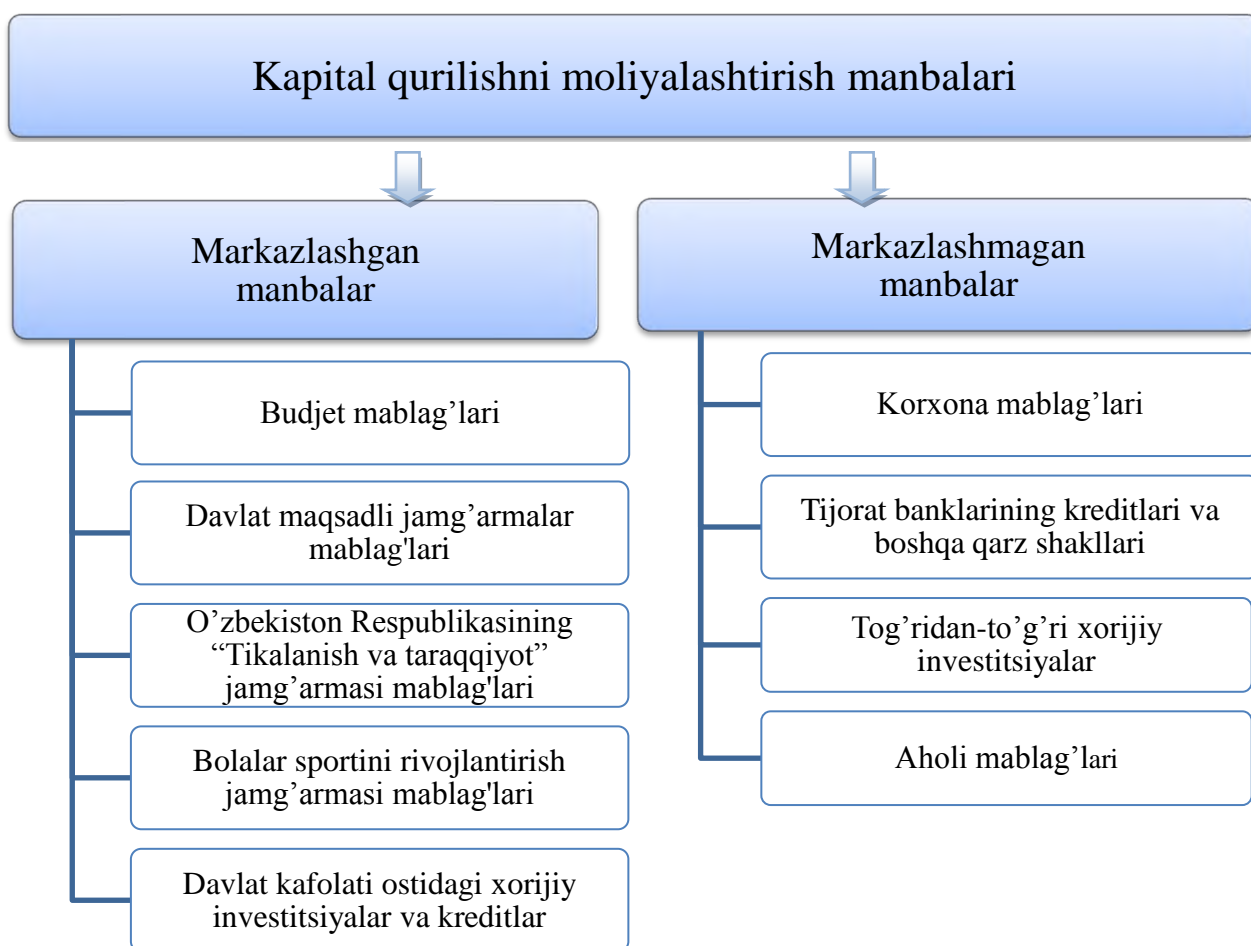 Kapital qurilishni moliyalashtirish manbalari
Markazlashgan
manbalar
Budjet mablag’lari
Davlat maqsadli jamg’armalar
mablag'lari
O’zbekiston Respublikasining
“Tikalanish va taraqqiyot”
jamg’armasi mablag'lari
Bolalar sportini rivojlantirish
jamg’armasi mablag'lari
Davlat kafolati ostidagi xorijiy
investitsiyalar va kreditlar
Markazlashmagan
manbalar
Korxona mablag’lari
Tijorat banklarining kreditlari va
boshqa qarz shakllari
Tog’ridan-to’g’ri xorijiy
investitsiyalar
Aholi mablag’lari